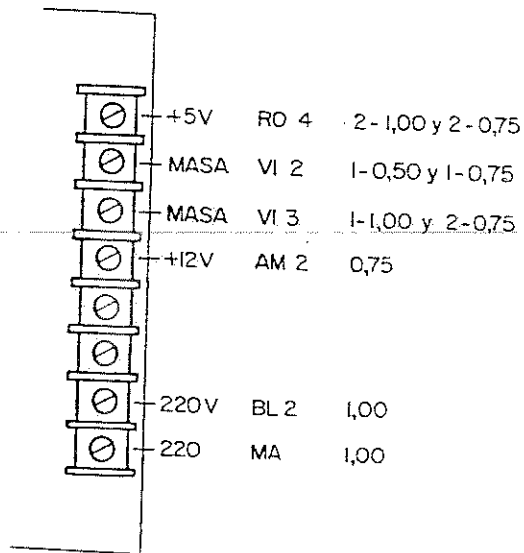 +5V RO 4 2-1,00 y 2-0,75
MASA VI 2 1-0,50 y 1-0,75
MASA VI 3 1-1,00 y 2-0,75
+12V AM 2 0,75
220V BL 2 1,00
220 MA 1,00